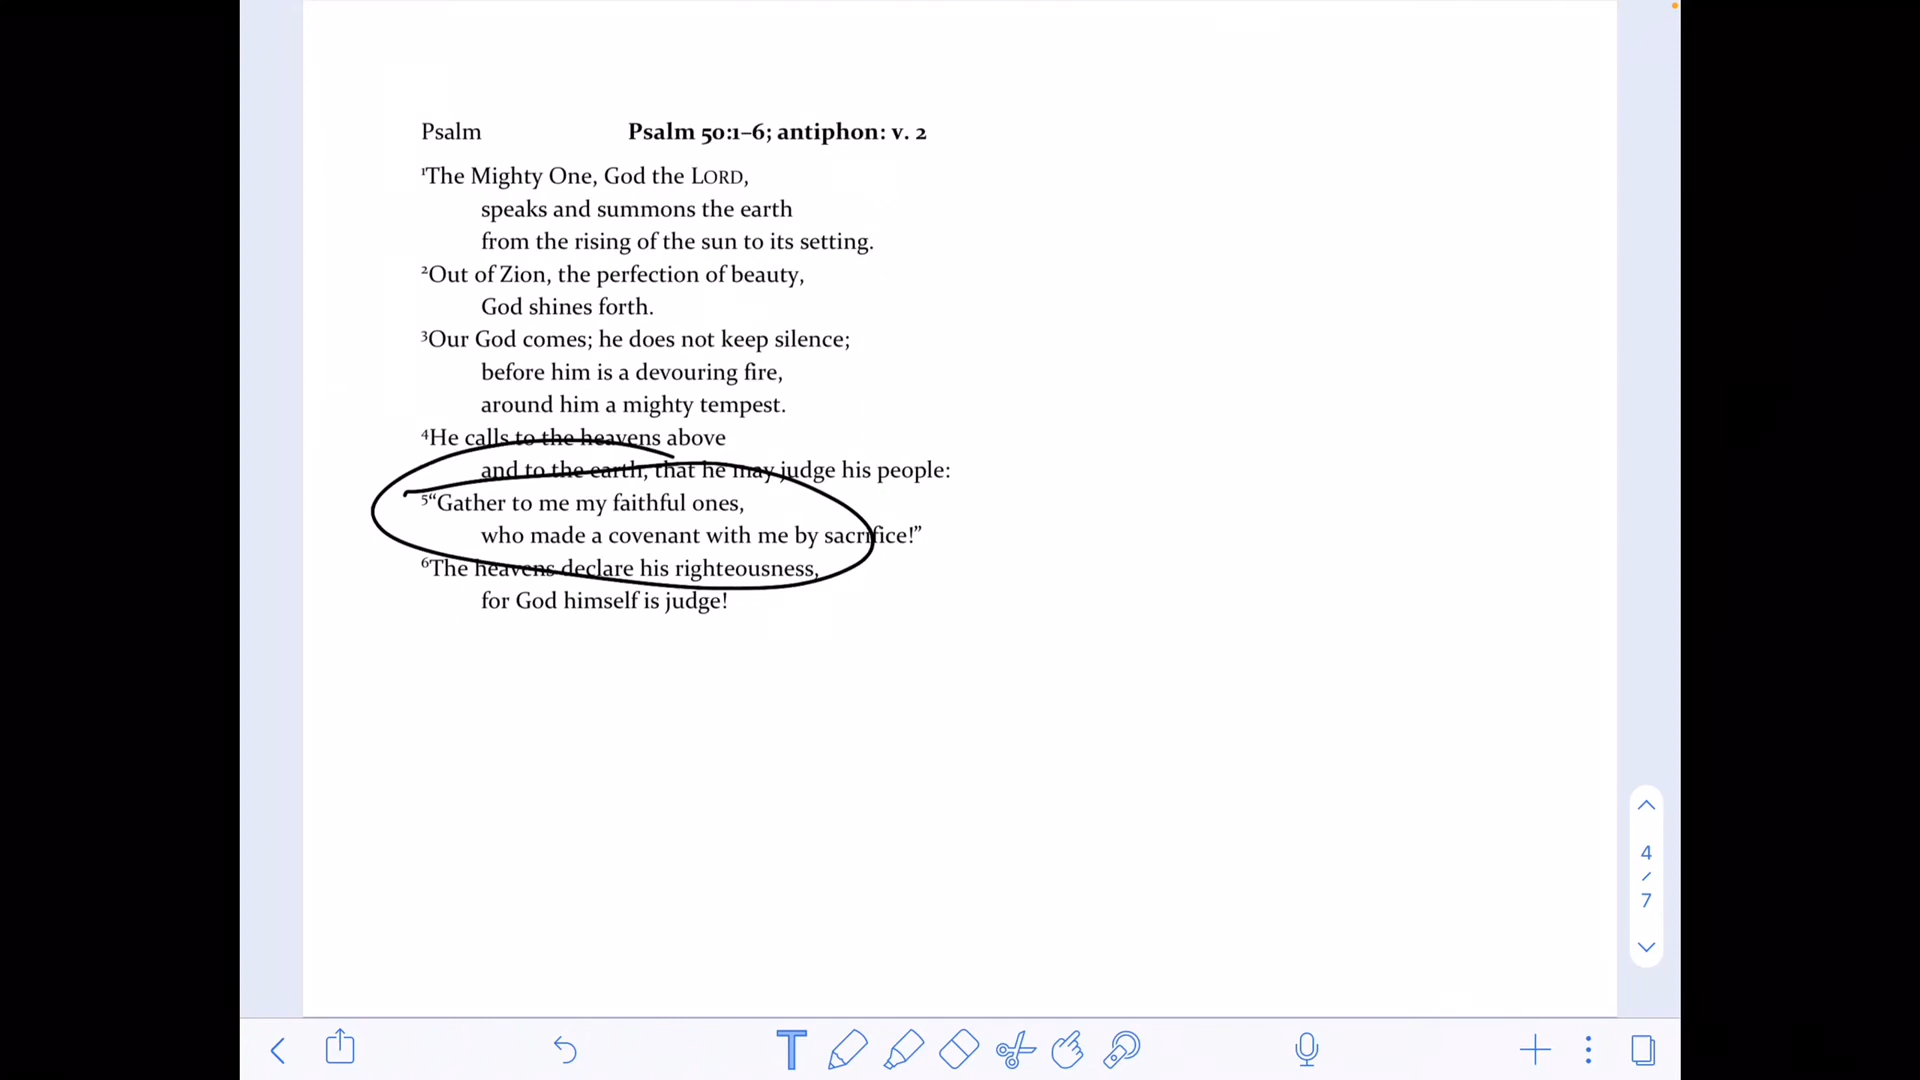 Psalm Psalm 50:1–6; antiphon: v. 2
¹The Mighty One, God the LORD,
speaks and summons the earth
from the rising of the sun to its setting.
²Out of Zion, the perfection of beauty,
God shines forth.
³Our God comes; he does not keep silence;
before him is a devouring fire,
around him a mighty tempest.
⁴He calls to the heavens above
and to the earth, that he may judge his people:
⁵“Gather to me my faithful ones,
who made a covenant with me by sacrifice!”
⁶The heavens declare his righteousness,
for God himself is judge!
4
/
7
T